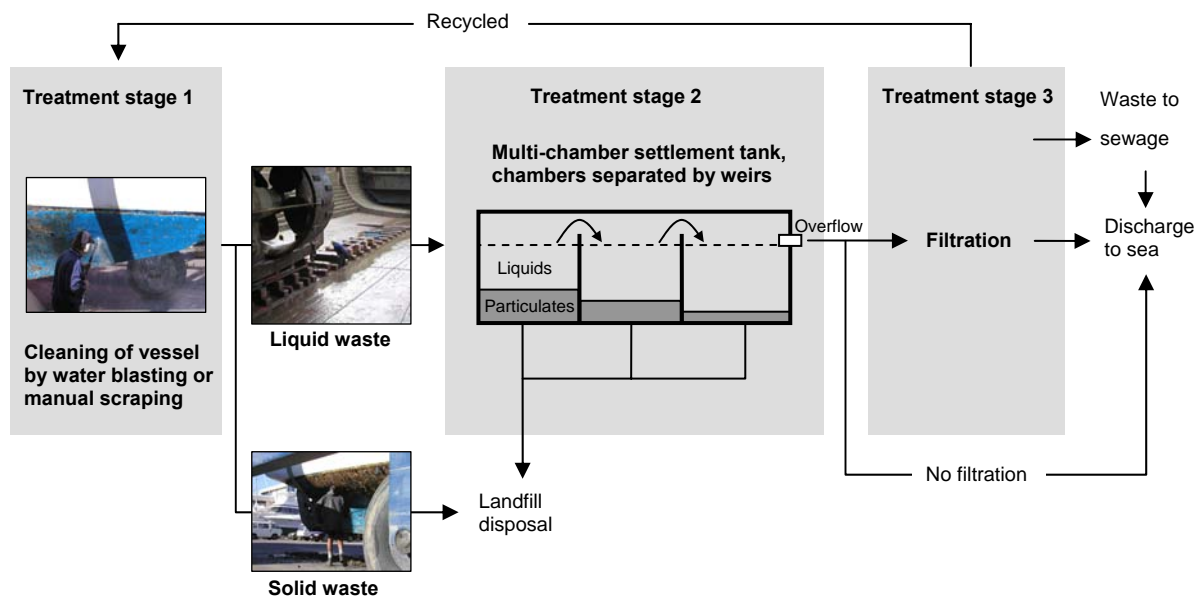 Recycled
Treatment stage 1
Cleaning of vessel
by water blasting or
manual scraping
Liquid waste
Solid waste
Treatment stage 2
Multi-chamber settlement tank,
chambers separated by weirs
Liquids
Particulates
Overflow
Landfill
disposal
Treatment stage 3
Filtration
Waste to
sewage
Discharge
to sea
No filtration